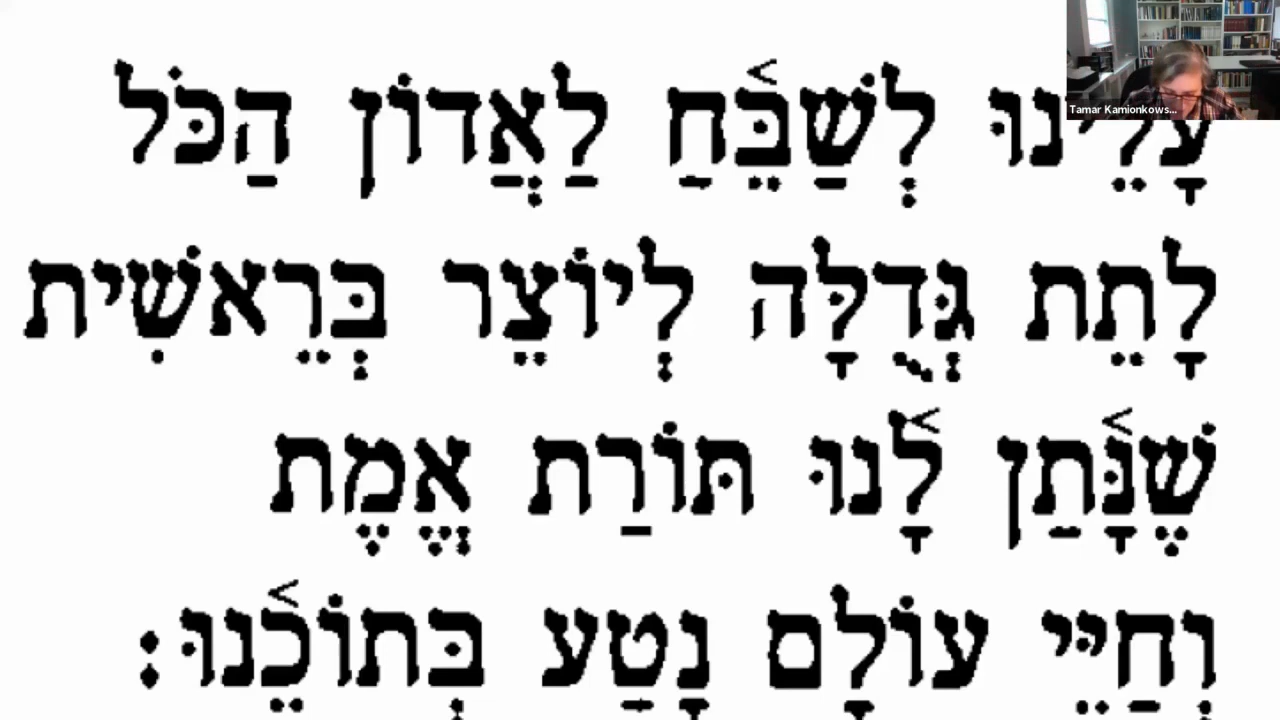 Tamar Kamionkows...
עָלֵינוּ לְשַׁבֵּ֫חַ לַאֲדוֹן הַכֹּל
לָתֵת גְּדֻלָּה לְיוֹצֵר בְּרֵאשִׁית
שֶׁנָּ֫תַן לָ֫נוּ תּוֹרַת אֱמֶת
וְחַיֵּי עוֹלָם נָטַע בְּתוֹכֵ֫נוּ׃